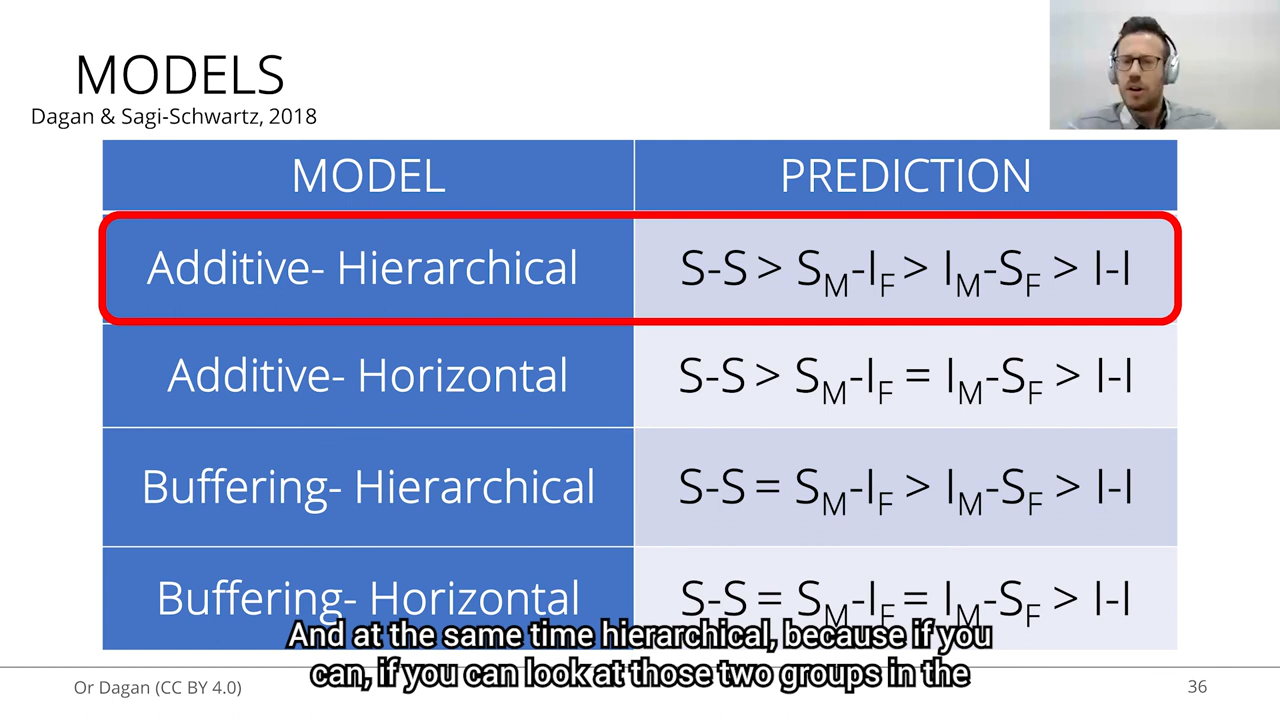 MODELS
Dagan & Sagi-Schwartz, 2018
MODEL PREDICTION
Additive- Hierarchical S-S > SM-IF > IM-SF > I-I
Additive- Horizontal S-S > SM-IF = IM-SF > I-I
Buffering- Hierarchical S-S = SM-IF > IM-SF > I-I
Buffering- Horizontal S-S = SM-IF = IM-SF > I-I
And at the same time hierarchical, because if you
can, if you can look at those two groups in the
Or Dagan (CC BY 4.0) 36